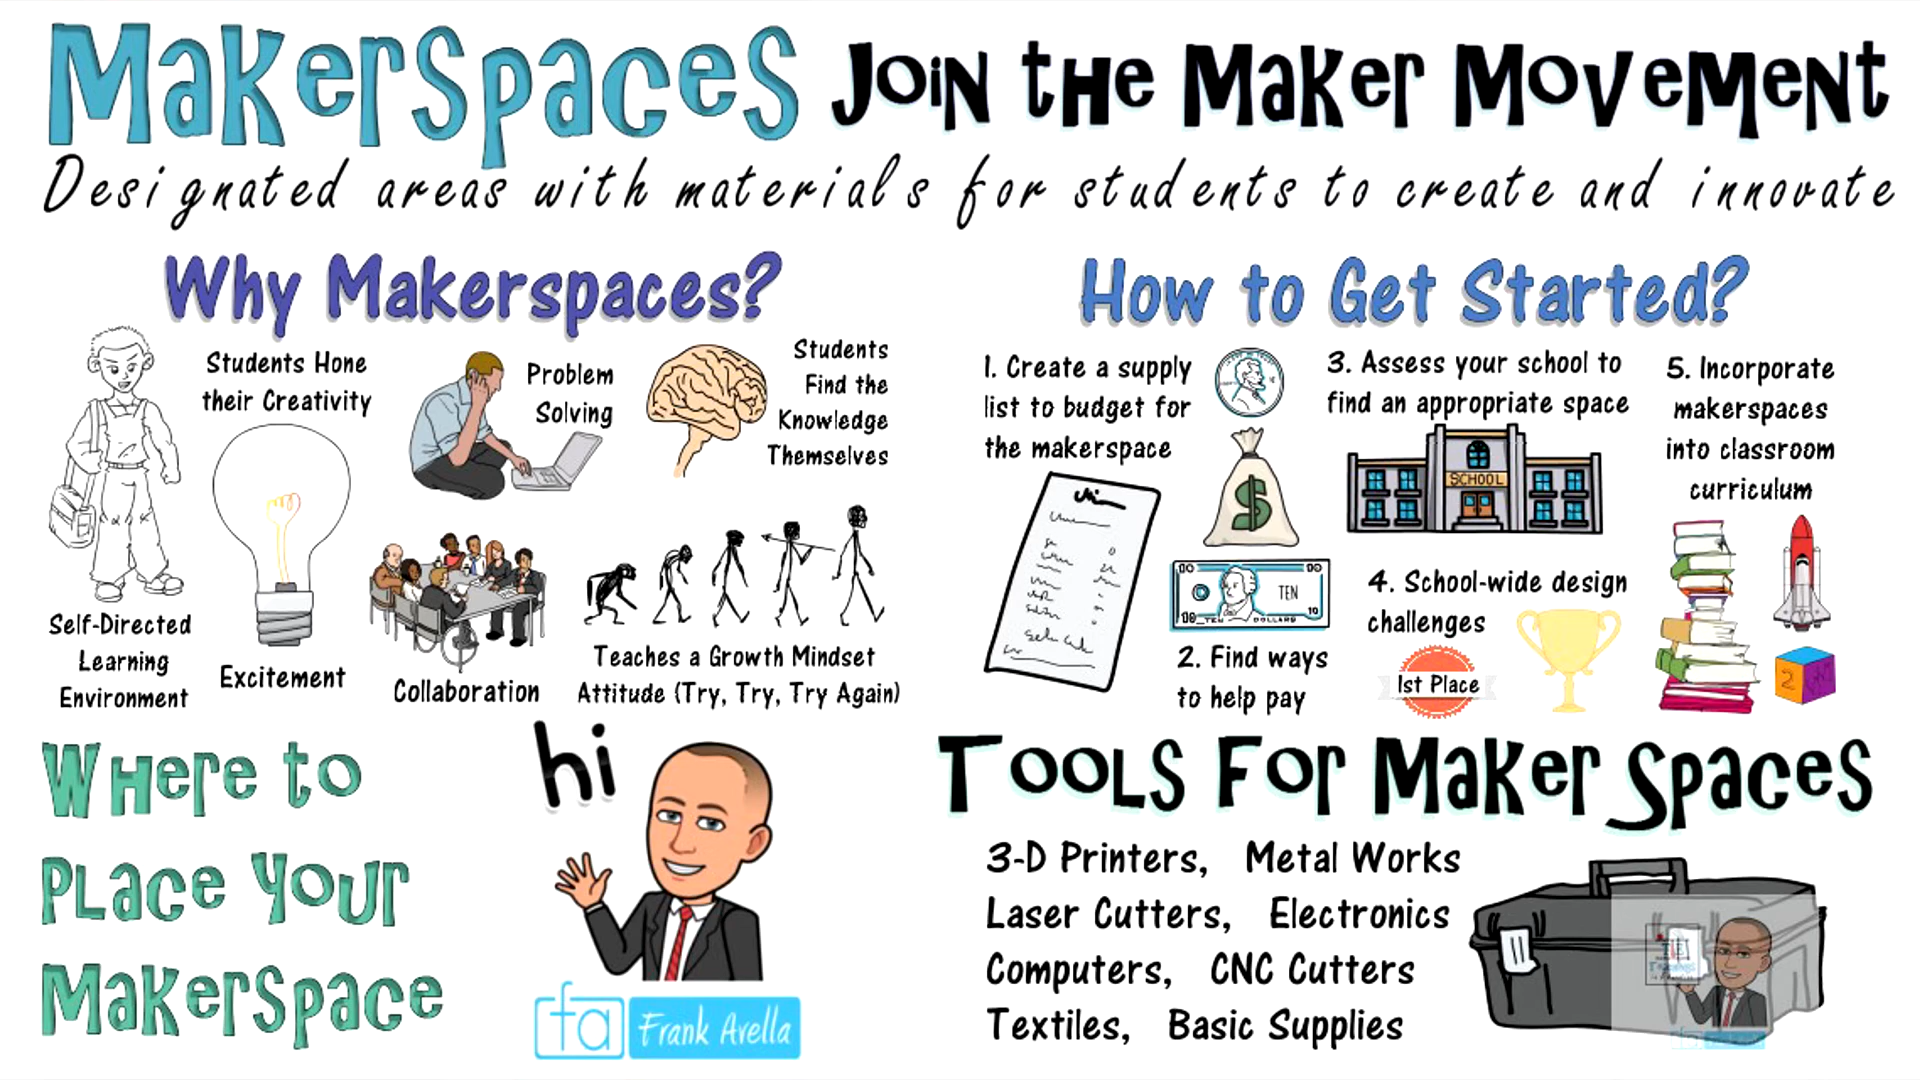 Makerspaces Join the Maker Movement
Designated areas with materials for students to create and innovate
Why Makerspaces?
Students Hone
their Creativity
Problem
Solving
Students
Find the
Knowledge
Themselves
Self-Directed
Learning
Environment
Excitement
Collaboration
Teaches a Growth Mindset
Attitude (Try, Try, Try Again)
How to Get Started?
1. Create a supply
list to budget for
the makerspace
TEN
10
TEN DOLLARS
2. Find ways
to help pay
3. Assess your school to
find an appropriate space
SCHOOL
4. School-wide design
challenges
1st Place
5. Incorporate
makerspaces
into classroom
curriculum
2
Where to
Place Your
Makerspace
hi
fa
Frank Avella
Tools For Maker Spaces
3-D Printers, Metal Works
Laser Cutters, Electronics
Computers, CNC Cutters
Textiles, Basic Supplies